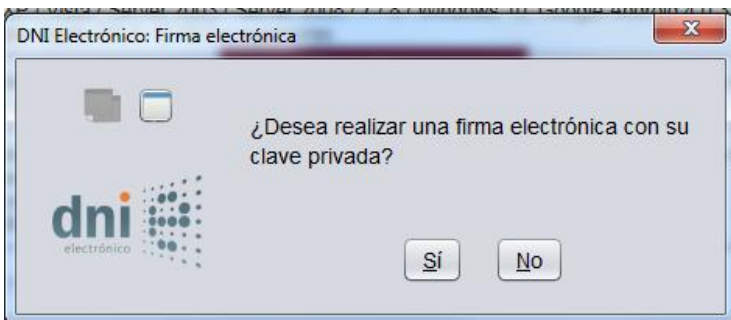 DNI Electrónico: Firma electrónica
¿Desea realizar una firma electrónica con su
clave privada?
dni
electrónico
Sí
No